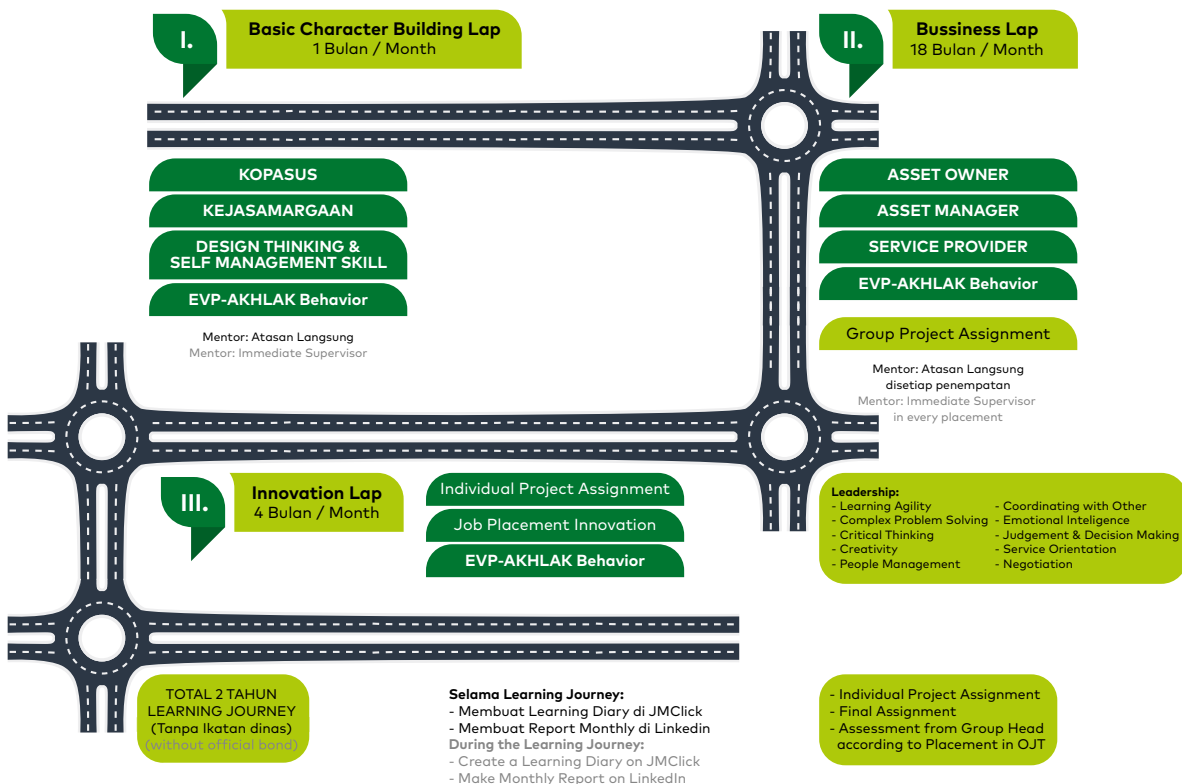 I.
Basic Character Building Lap
1 Bulan / Month
II.
Bussiness Lap
18 Bulan / Month
KOPASUS
KEJASAMARGAAN
DESIGN THINKING &
SELF MANAGEMENT SKILL
EVP-AKHLAK Behavior
Mentor: Atasan Langsung
Mentor: Immediate Supervisor
ASSET OWNER
ASSET MANAGER
SERVICE PROVIDER
EVP-AKHLAK Behavior
Group Project Assignment
Mentor: Atasan Langsung
disetiap penempatan
Mentor: Immediate Supervisor
in every placement
III.
Innovation Lap
4 Bulan / Month
Individual Project Assignment
Job Placement Innovation
EVP-AKHLAK Behavior
Leadership:
- Learning Agility
- Complex Problem Solving
- Critical Thinking
- Creativity
- People Management
- Coordinating with Other
- Emotional Inteligence
- Judgement & Decision Making
- Service Orientation
- Negotiation
TOTAL 2 TAHUN
LEARNING JOURNEY
(Tanpa Ikatan dinas)
(without official bond)
Selama Learning Journey:
- Membuat Learning Diary di JMClick
- Membuat Report Monthly di Linkedin
During the Learning Journey:
- Create a Learning Diary on JMClick
- Make Monthly Report on LinkedIn
- Individual Project Assignment
- Final Assignment
- Assessment from Group Head
according to Placement in OJT